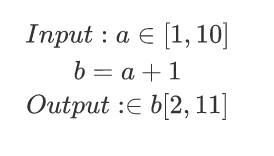 Input : a ∈ [1, 10]
b = a + 1
Output :∈ b[2, 11]